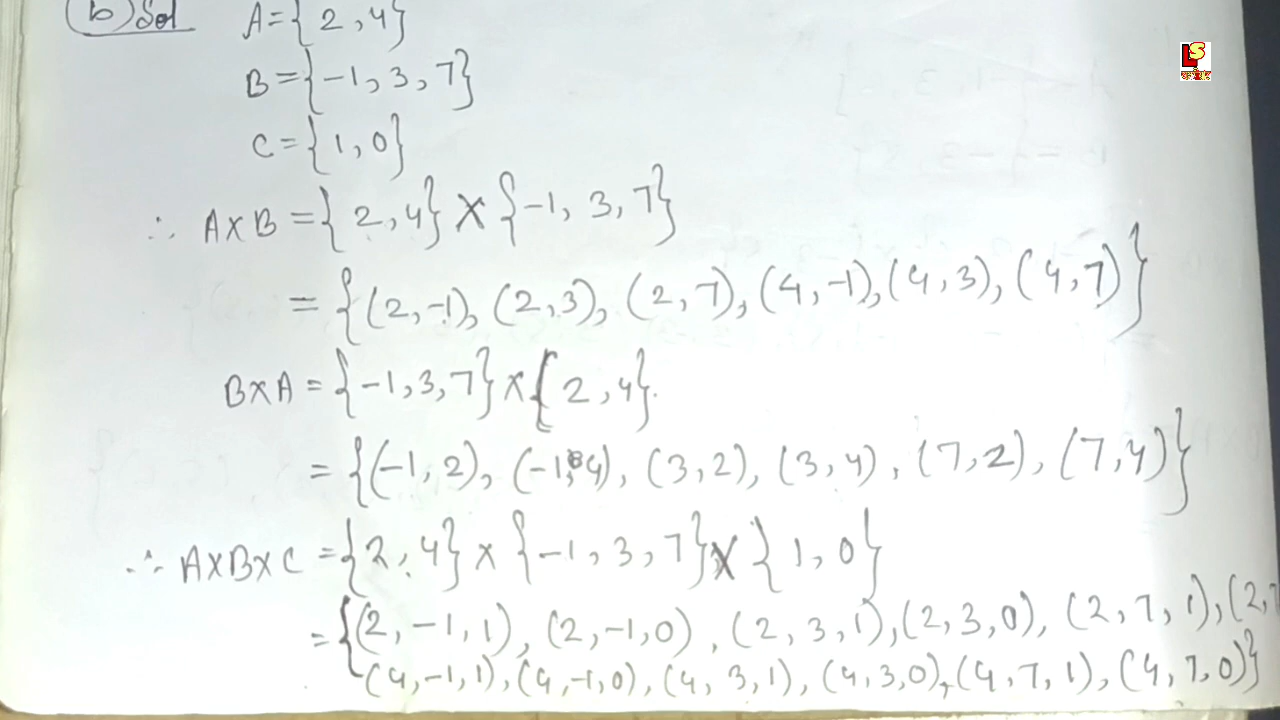 (b) Sol A={2,4}
B={-1,3,7}
C={1,0}
∴ A×B={2,4}×{-1,3,7}
={(2,-1),(2,3),(2,7),(4,-1),(4,3),(4,7)}
B×A={-1,3,7}×{2,4}.
={(-1,2),(-1,4),(3,2),(3,4),(7,2),(7,4)}
∴ A×B×C={2,4}×{-1,3,7}×{1,0}
={(2,-1,1),(2,-1,0),(2,3,1),(2,3,0),(2,7,1),(2,7
(4,-1,1),(4,-1,0),(4,3,1),(4,3,0),(4,7,1),(4,7,0)}
LS